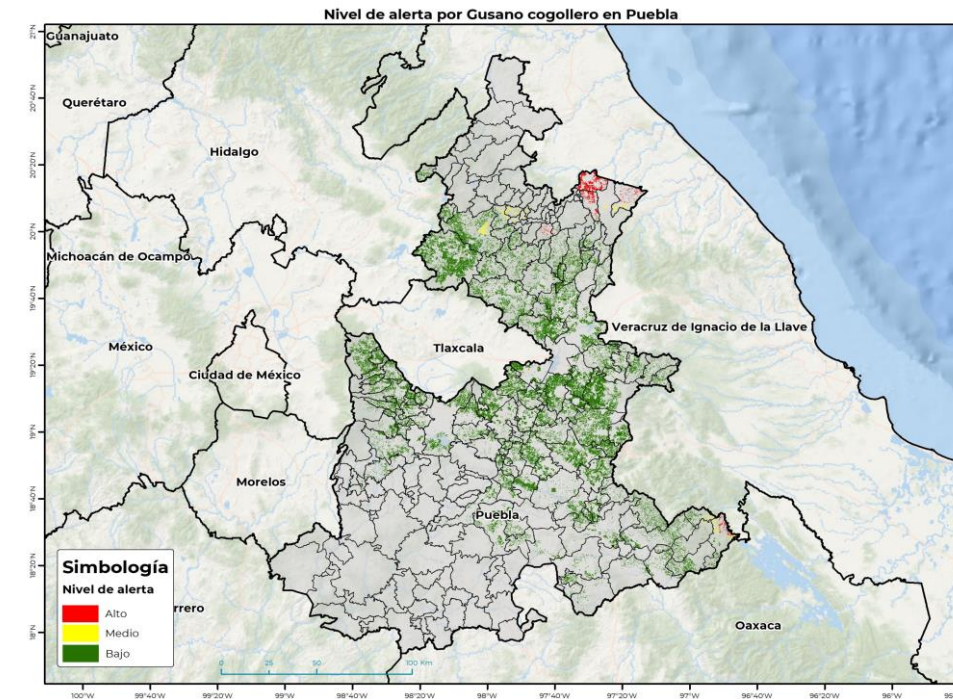 Nivel de alerta por Gusano cogollero en Puebla
Guanajuato
Querétaro
Hidalgo
Michoacán de Ocampo
México
Ciudad de México
Tlaxcala
Veracruz de Ignacio de la Llave
Morelos
Puebla
Oaxaca
rrero
21°N
20°40'N
20°20'N
20°N
19°40'N
19°20'N
19°N
18°40'N
18°20'N
18°N
Simbología
Nivel de alerta
Alto
Medio
Bajo
0 25 50 100 Km
100°W 99°40'W 99°20'W 99°W 98°40'W 98°20'W 98°W 97°40'W 97°20'W 97°W 96°40'W 96°20'W 96°W 95